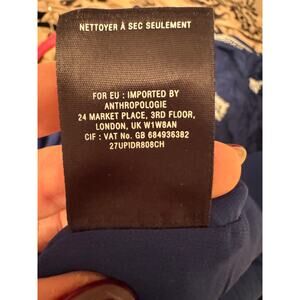 NETTOYER À SEC SEULEMENT
FOR EU : IMPORTED BY
ANTHROPOLOGIE
24 MARKET PLACE, 3RD FLOOR,
LONDON, UK W1W8AN
CIF : VAT No. GB 684936382
27UPIDR808CH